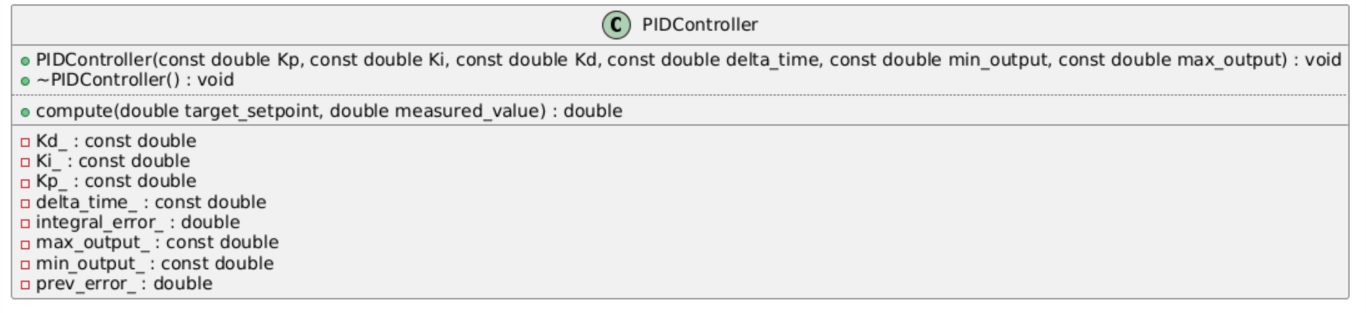 C PIDController
PIDController(const double Kp, const double Ki, const double Kd, const double delta_time, const double min_output, const double max_output) : void
~PIDController() : void
compute(double target_setpoint, double measured_value) : double
Kd_ : const double
Ki_ : const double
Kp_ : const double
delta_time_ : const double
integral_error_ : double
max_output_ : const double
min_output_ : const double
prev_error_ : double